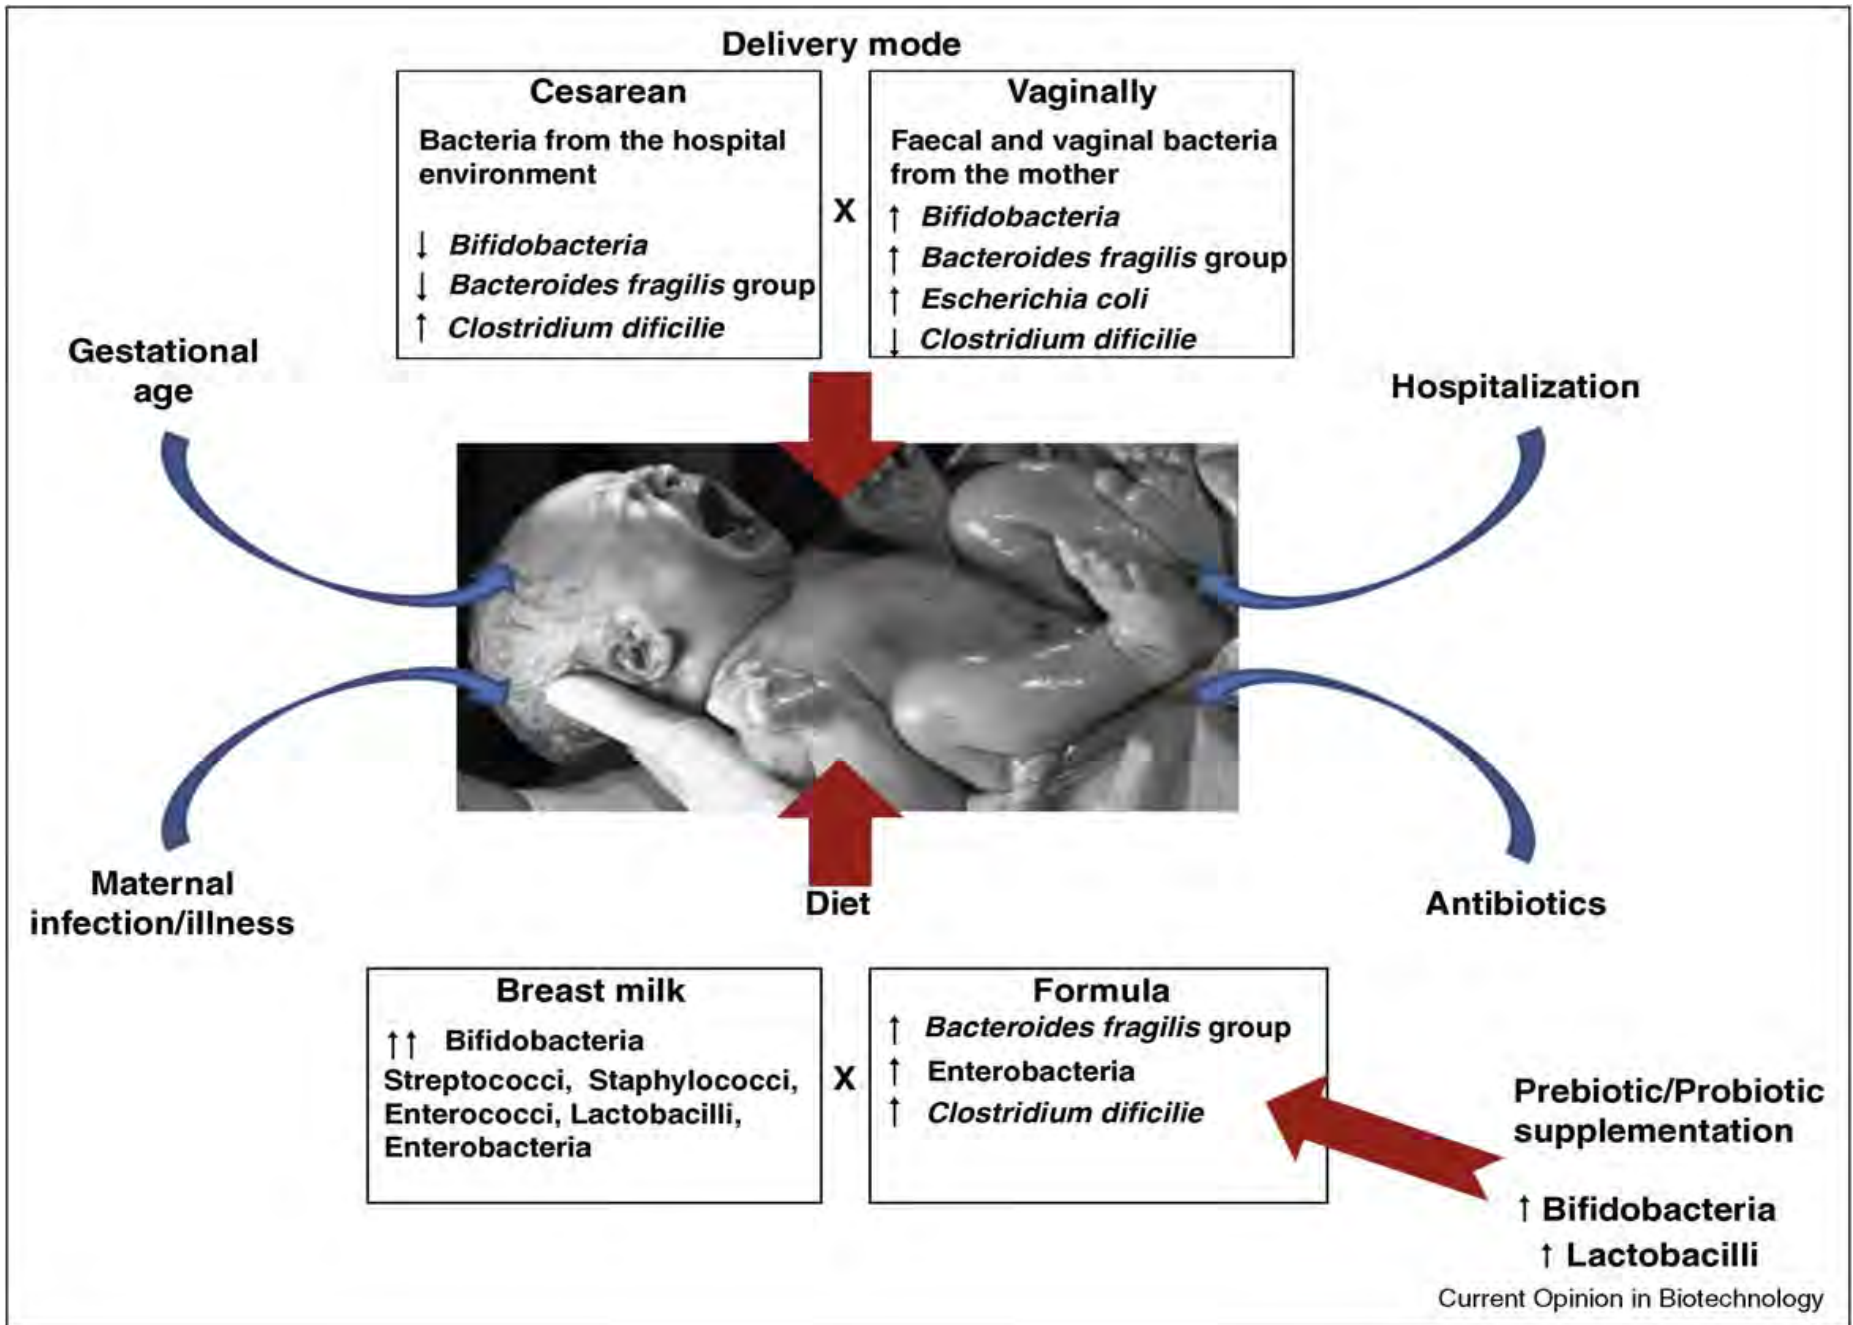 Delivery mode
Cesarean
Bacteria from the hospital
environment
↓ Bifidobacteria
↓ Bacteroides fragilis group
↑ Clostridium dificilie
X
Vaginally
Faecal and vaginal bacteria
from the mother
↑ Bifidobacteria
↑ Bacteroides fragilis group
↑ Escherichia coli
↓ Clostridium dificilie
Gestational
age
Hospitalization
Maternal
infection/illness
Diet
Antibiotics
Breast milk
↑↑ Bifidobacteria
Streptococci, Staphylococci,
Enterococci, Lactobacilli,
Enterobacteria
X
Formula
↑ Bacteroides fragilis group
↑ Enterobacteria
↑ Clostridium dificilie
Prebiotic/Probiotic
supplementation
↑ Bifidobacteria
↑ Lactobacilli
Current Opinion in Biotechnology